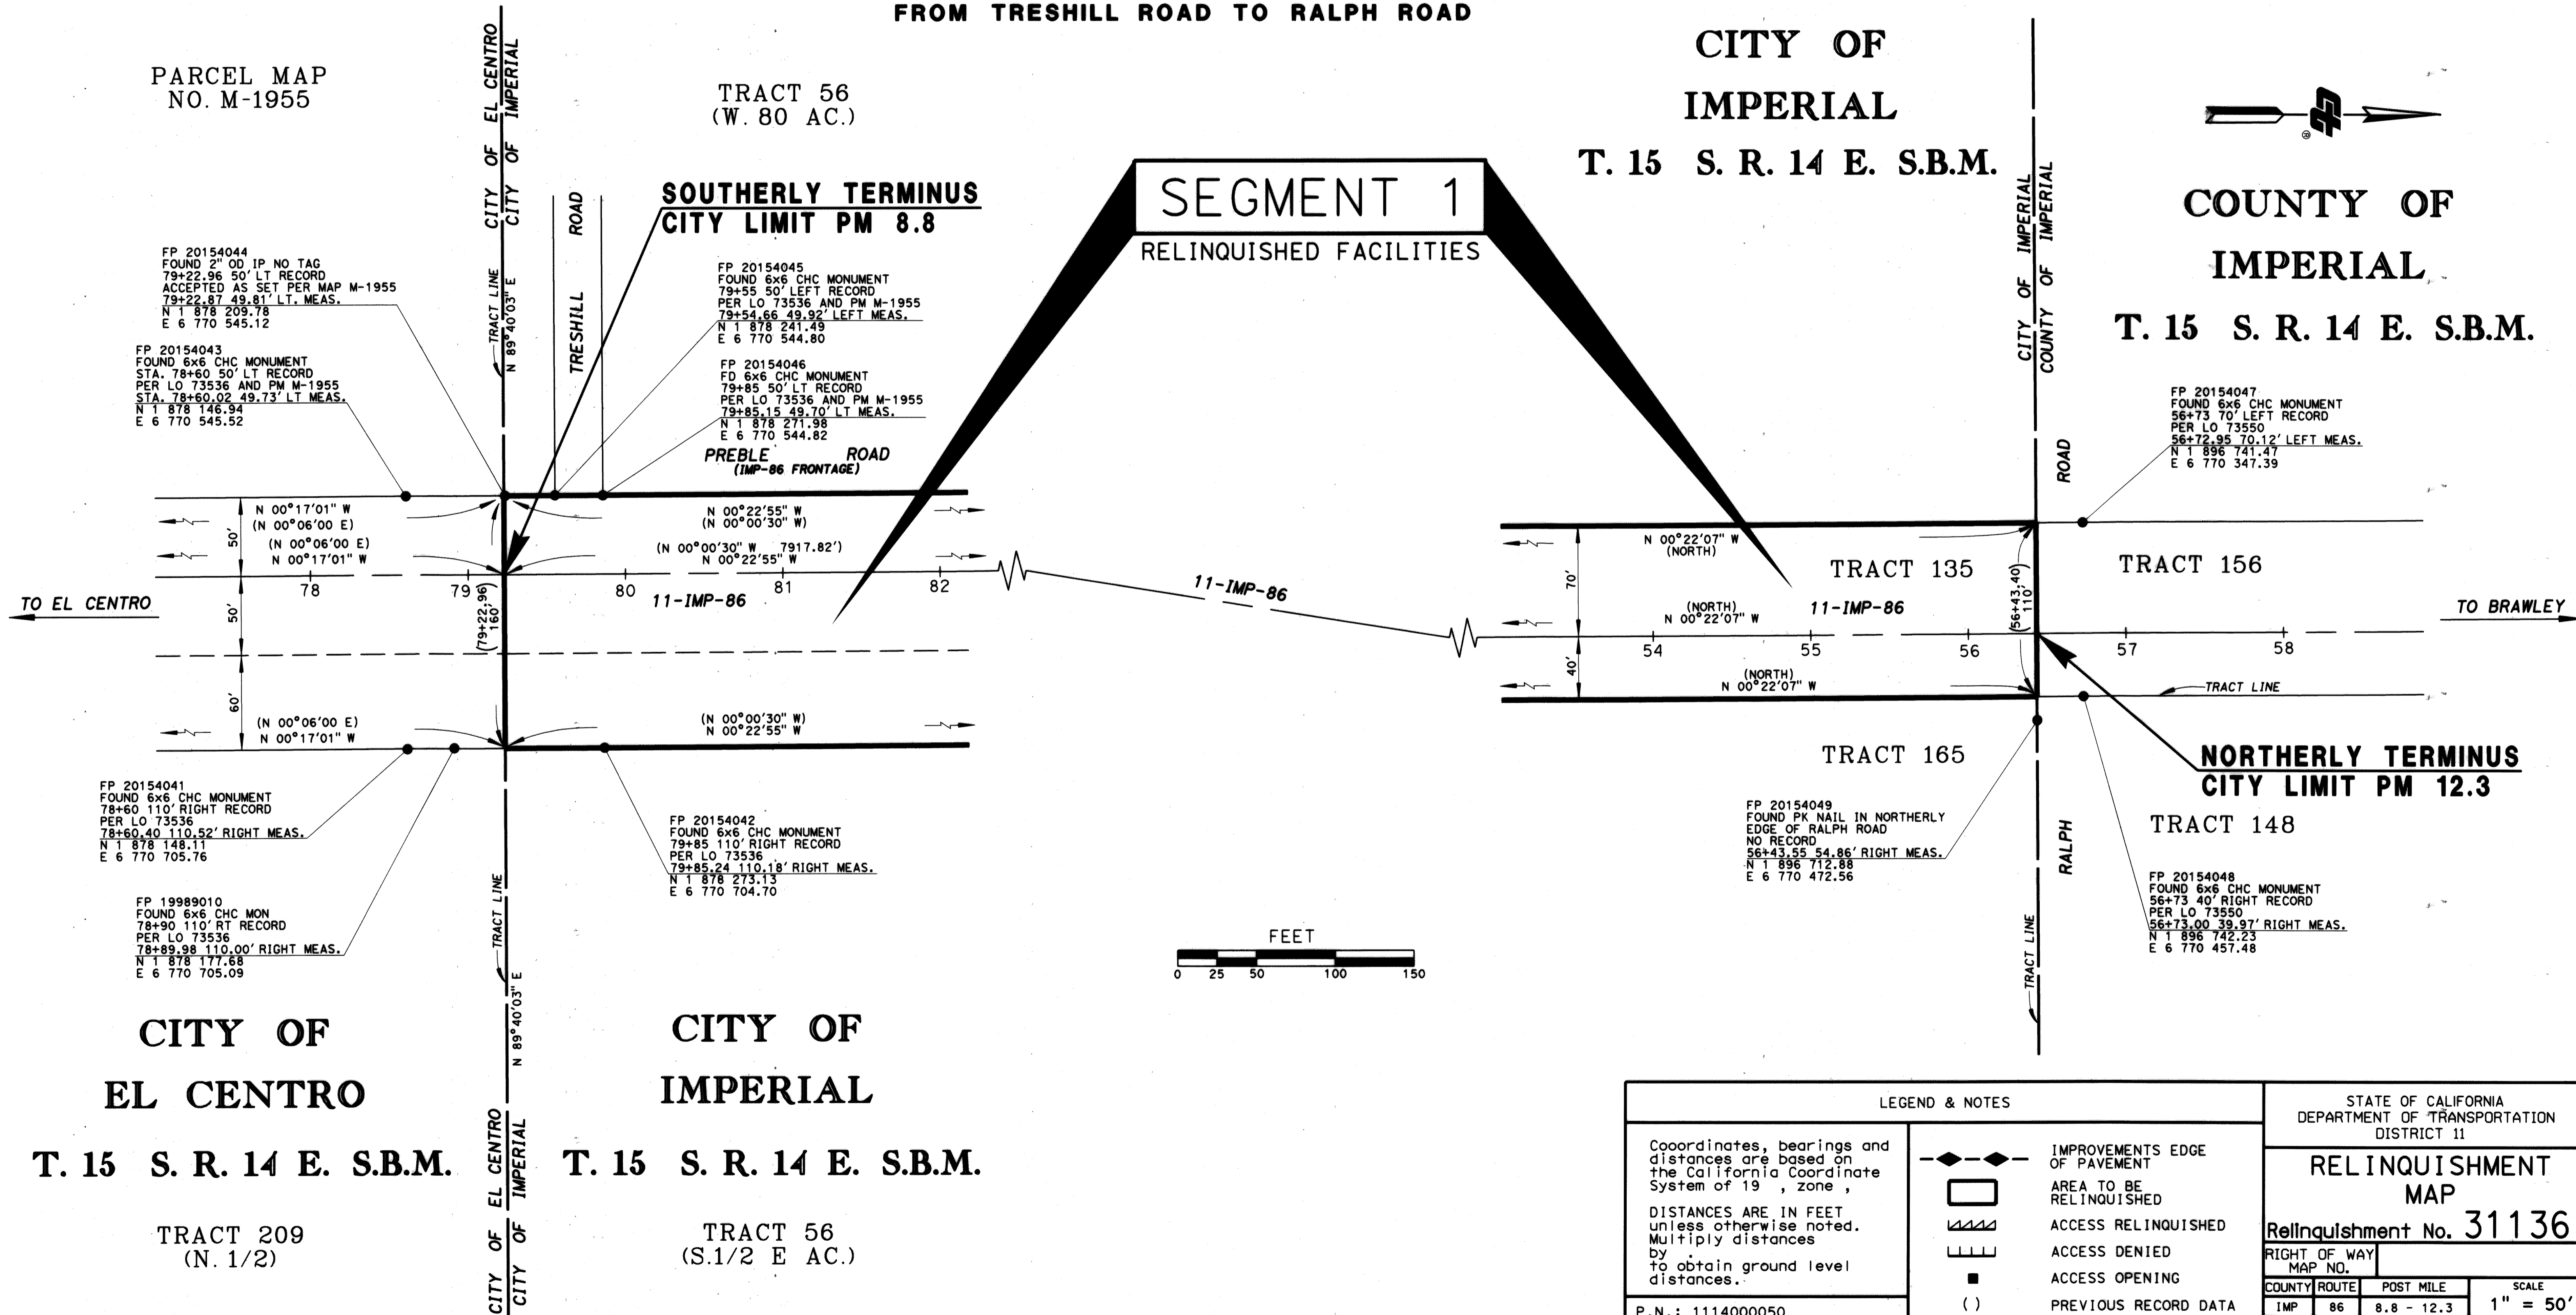 FROM TRESHILL ROAD TO RALPH ROAD
PARCEL MAP
NO. M-1955
CITY OF EL CENTRO
CITY OF IMPERIAL
TRACT 56
(W. 80 AC.)
CITY OF
IMPERIAL
T. 15 S. R. 14 E. S.B.M.
®
COUNTY OF
IMPERIAL
T. 15 S. R. 14 E. S.B.M.
SOUTHERLY TERMINUS
CITY LIMIT PM 8.8
SEGMENT 1
RELINQUISHED FACILITIES
CITY OF IMPERIAL
COUNTY OF IMPERIAL
FP 20154044
FOUND 2" OD IP NO TAG
79+22.96 50' LT RECORD
ACCEPTED AS SET PER MAP M-1955
79+22.87 49.81' LT. MEAS.
N 1 878 209.78
E 6 770 545.12
FP 20154043
FOUND 6x6 CHC MONUMENT
STA. 78+60 50' LT RECORD
PER LO 73536 AND PM M-1955
STA. 78+60.02 49.73' LT MEAS.
N 1 878 146.94
E 6 770 545.52
TRACT LINE
N 89°40'03" E
TRESHILL ROAD
FP 20154045
FOUND 6x6 CHC MONUMENT
79+55 50' LEFT RECORD
PER LO 73536 AND PM M-1955
79+54.66 49.92' LEFT MEAS.
N 1 878 241.49
E 6 770 544.80
FP 20154046
FD 6x6 CHC MONUMENT
79+85 50' LT RECORD
PER LO 73536 AND PM M-1955
79+85.15 49.70' LT MEAS.
N 1 878 271.98
E 6 770 544.82
PREBLE ROAD
(IMP-86 FRONTAGE)
FP 20154047
FOUND 6x6 CHC MONUMENT
56+73 70' LEFT RECORD
PER LO 73550
56+72.95 70.12' LEFT MEAS.
N 1 896 741.47
E 6 770 347.39
ROAD
N 00°17'01" W
(N 00°06'00 E)
(N 00°06'00 E)
N 00°17'01" W
50'
50'
60'
N 00°22'55" W
(N 00°00'30" W)
(N 00°00'30" W 7917.82')
N 00°22'55" W
78 79 80 81 82
(79+22.96)
160'
11-IMP-86
TO EL CENTRO
(N 00°06'00 E)
N 00°17'01" W
(N 00°00'30" W)
N 00°22'55" W
11-IMP-86
N 00°22'07" W
(NORTH)
70'
40'
(NORTH)
N 00°22'07" W
TRACT 135
11-IMP-86
(56+43.40)
110'
54 55 56 57 58
(NORTH)
N 00°22'07" W
TRACT 156
TO BRAWLEY
TRACT LINE
FP 20154041
FOUND 6x6 CHC MONUMENT
78+60 110' RIGHT RECORD
PER LO 73536
78+60.40 110.52' RIGHT MEAS.
N 1 878 148.11
E 6 770 705.76
FP 19989010
FOUND 6x6 CHC MON
78+90 110' RT RECORD
PER LO 73536
78+89.98 110.00' RIGHT MEAS.
N 1 878 177.68
E 6 770 705.09
FP 20154042
FOUND 6x6 CHC MONUMENT
79+85 110' RIGHT RECORD
PER LO 73536
79+85.24 110.18' RIGHT MEAS.
N 1 878 273.13
E 6 770 704.70
TRACT LINE
N 89°40'03" E
TRACT 165
FP 20154049
FOUND PK NAIL IN NORTHERLY
EDGE OF RALPH ROAD
NO RECORD
56+43.55 54.86' RIGHT MEAS.
N 1 896 712.88
E 6 770 472.56
NORTHERLY TERMINUS
CITY LIMIT PM 12.3
TRACT 148
RALPH
TRACT LINE
FP 20154048
FOUND 6x6 CHC MONUMENT
56+73 40' RIGHT RECORD
PER LO 73550
56+73.00 39.97' RIGHT MEAS.
N 1 896 742.23
E 6 770 457.48
FEET
0 25 50 100 150
CITY OF
EL CENTRO
T. 15 S. R. 14 E. S.B.M.
TRACT 209
(N. 1/2)
CITY OF EL CENTRO
CITY OF IMPERIAL
CITY OF
IMPERIAL
T. 15 S. R. 14 E. S.B.M.
TRACT 56
(S.1/2 E AC.)
LEGEND & NOTES
Cooordinates, bearings and
distances are based on
the California Coordinate
System of 19 , zone ,
DISTANCES ARE IN FEET
unless otherwise noted.
Multiply distances
by .
to obtain ground level
distances.
P.N.: 1114000050
IMPROVEMENTS EDGE
OF PAVEMENT
AREA TO BE
RELINQUISHED
ACCESS RELINQUISHED
ACCESS DENIED
ACCESS OPENING
( ) PREVIOUS RECORD DATA
STATE OF CALIFORNIA
DEPARTMENT OF TRANSPORTATION
DISTRICT 11
RELINQUISHMENT
MAP
Relinquishment No. 31136
RIGHT OF WAY
MAP NO.
COUNTY ROUTE POST MILE SCALE
IMP 86 8.8 - 12.3 1" = 50'